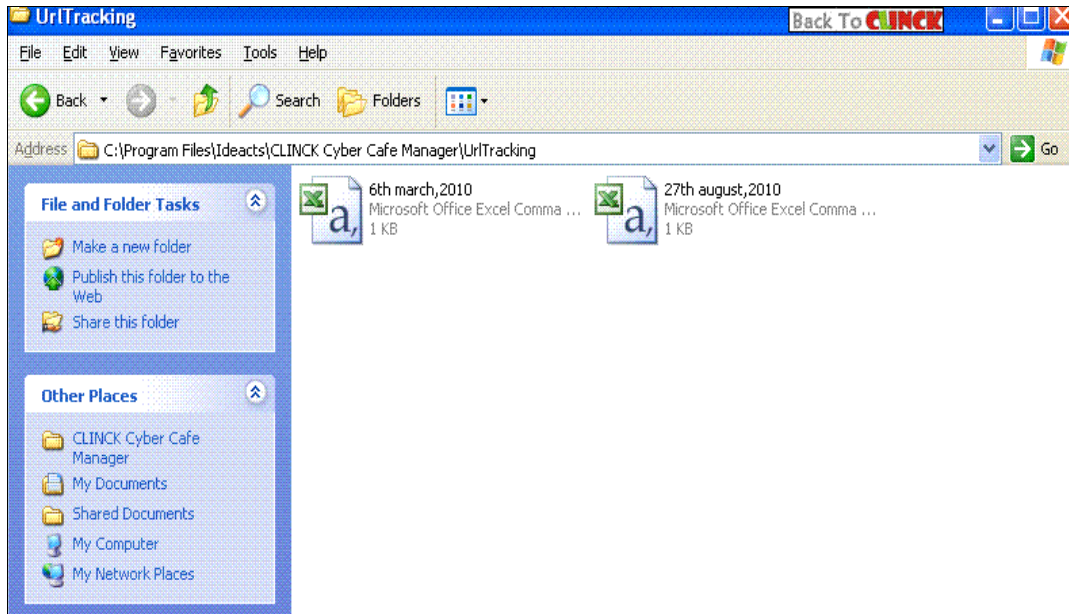 UrlTracking
Back To CLINCK
File Edit View Favorites Tools Help
Back Search Folders
Address C:\Program Files\Ideacts\CLINCK Cyber Cafe Manager\UrlTracking Go
File and Folder Tasks
Make a new folder
Publish this folder to the
Web
Share this folder
Other Places
CLINCK Cyber Cafe
Manager
My Documents
Shared Documents
My Computer
My Network Places
6th march,2010
Microsoft Office Excel Comma ...
1 KB
a,
27th august,2010
Microsoft Office Excel Comma ...
1 KB
a,